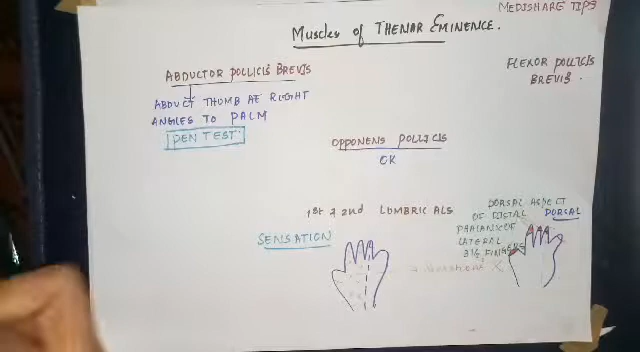 MEDISHARE TIPS
Muscles of THENAR EMINENCE.
ABDUCTOR POLLICIS BREVIS
ABDUCT THUMB AT RIGHT
ANGLES TO PALM
PEN TEST
FLEXOR POLLICIS
BREVIS.
OPPONENS POLLICIS
OK
1st & 2nd LUMBRICALS
SENSATION
DORSAL ASPECT
OF DISTAL
PHALANX OF
LATERAL
3½ FINGERS
DORSAL